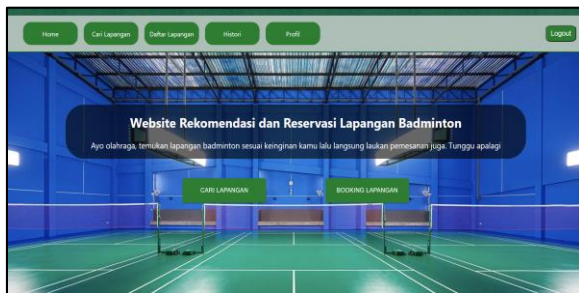 Home
Cari Lapangan
Daftar Lapangan
Histori
Profil
Logout
Website Rekomendasi dan Reservasi Lapangan Badminton
Ayo olahraga, temukan lapangan badminton sesuai keinginan kamu lalu langsung laukan pemesanan juga. Tunggu apalagi
CARI LAPANGAN
BOOKING LAPANGAN